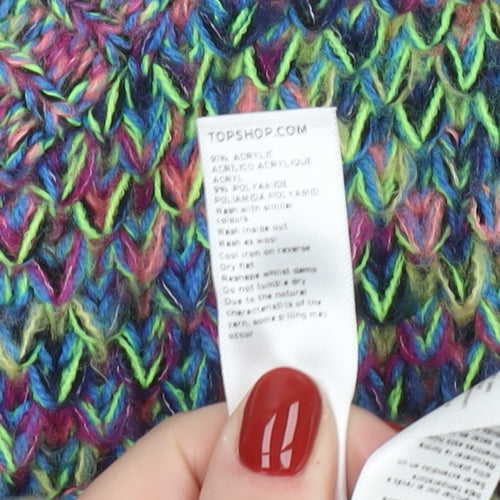 TOPSHOP.COM
91% ACRYLIC
ACRILICO ACRYLIQUE
ACRYL
9% POLYAMIDE
POLIAMIDA POLYAMID
Wash with similar
colours
Wash inside out
Wash as wool
Cool iron on reverse
Dry flat
Reshape whilst damp
Do not tumble dry
Due to the natural
characteristics of the
yarn, some pilling may
occur